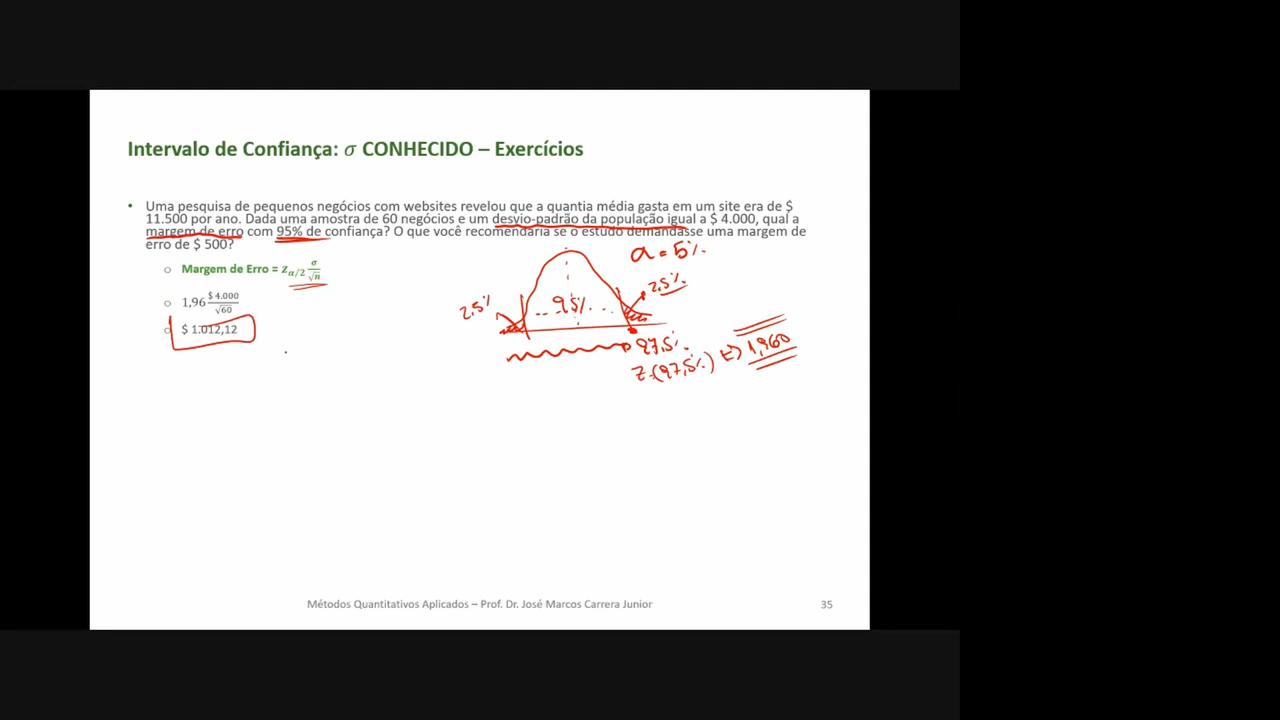 Intervalo de Confiança: σ CONHECIDO – Exercícios
• Uma pesquisa de pequenos negócios com websites revelou que a quantia média gasta em um site era de $
11.500 por ano. Dada uma amostra de 60 negócios e um desvio-padrão da população igual a $ 4.000, qual a
margem de erro com 95% de confiança? O que você recomendaria se o estudo demandasse uma margem de
erro de $ 500?
○ Margem de Erro = z_{α/2} σ/√n
○ 1,96 $ 4.000/√60
○ $ 1.012,12
a = 5%
2,5%
2,5%
95%
97,5%
Z(97,5%) => 1,960
Métodos Quantitativos Aplicados – Prof. Dr. José Marcos Carrera Junior
35